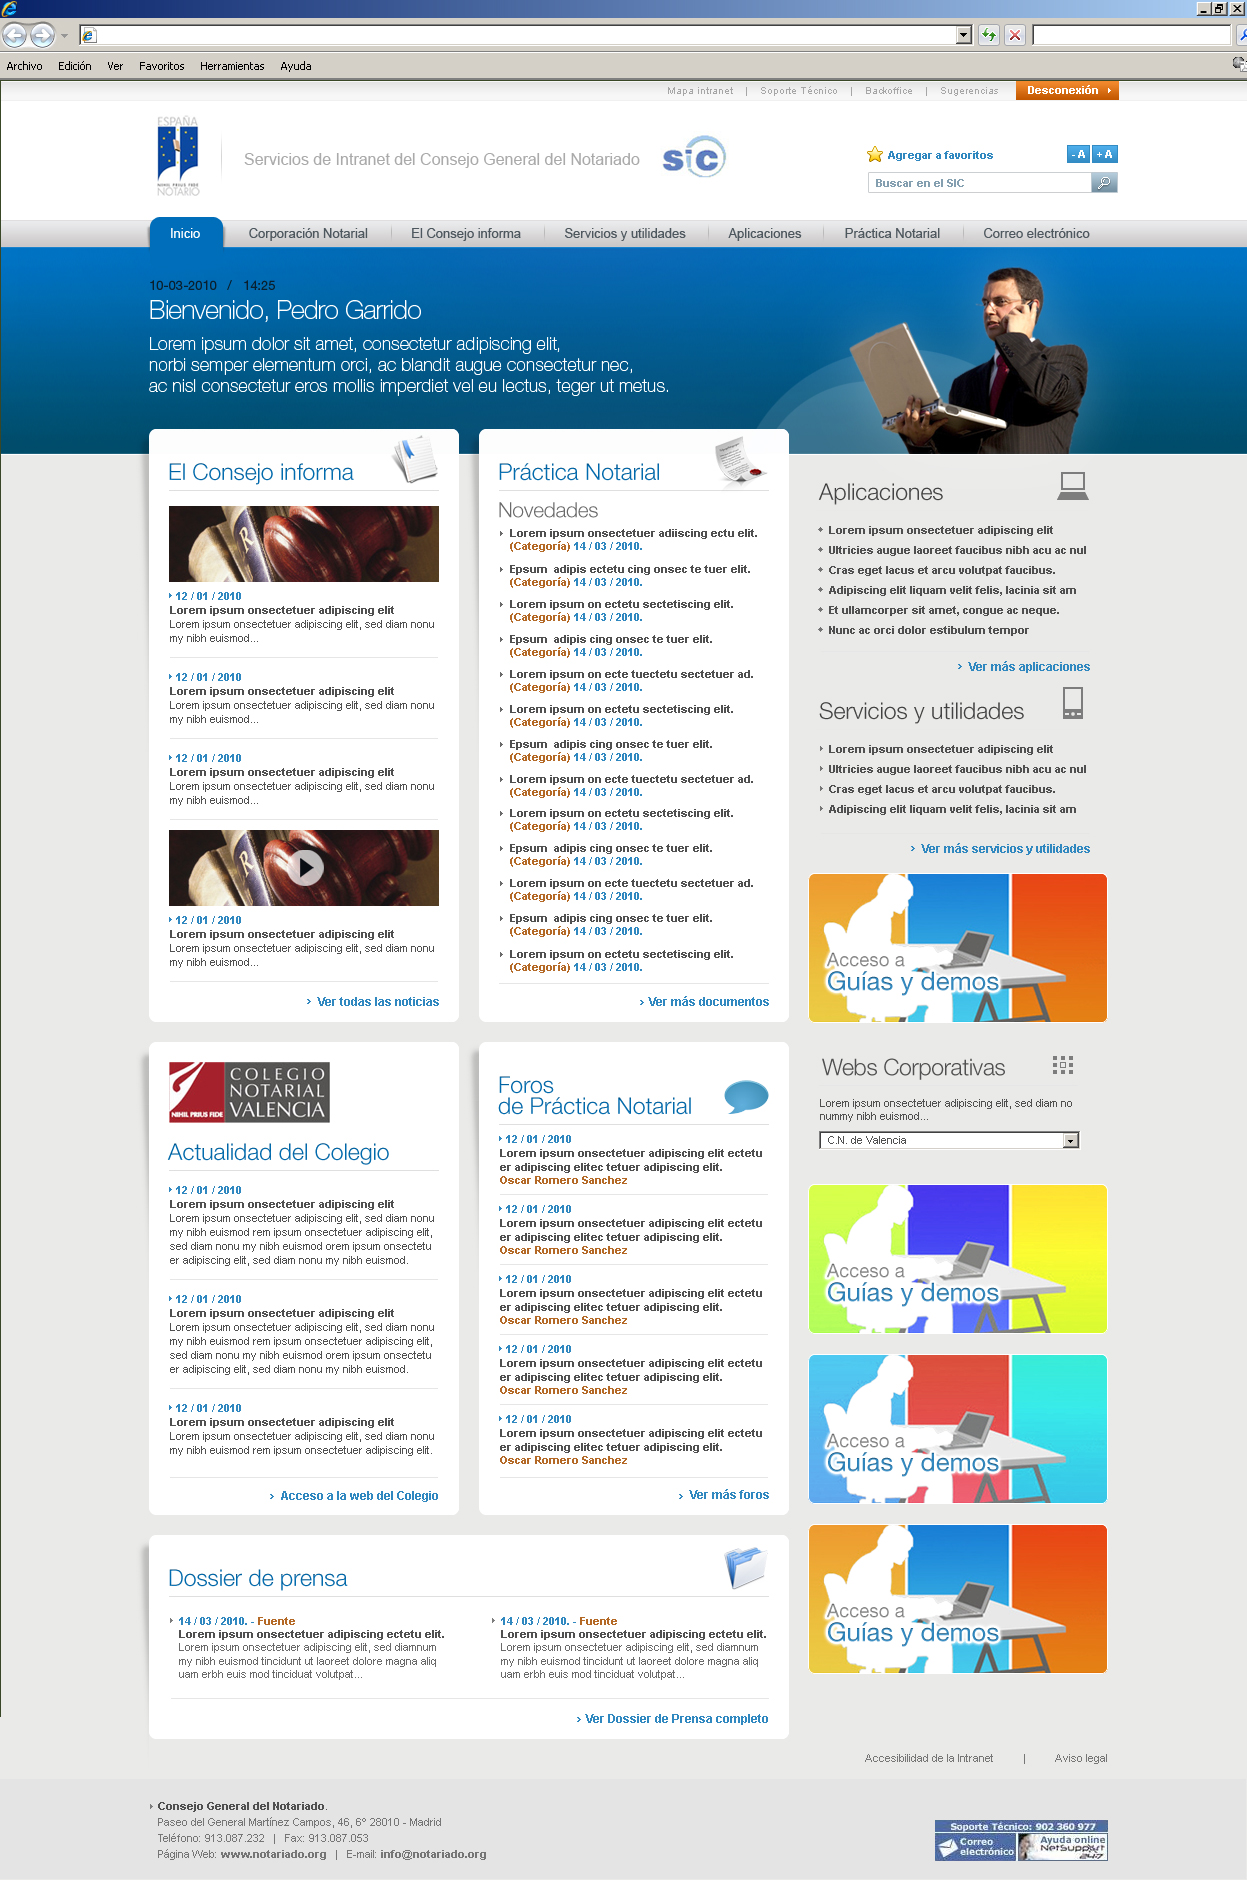 Archivo Edición Ver Favoritos Herramientas Ayuda
Mapa intranet | Soporte Técnico | Backoffice | Sugerencias Desconexión
ESPAÑA
NIHIL PRIUS FIDE
NOTARIO
Servicios de Intranet del Consejo General del Notariado
sic
Agregar a favoritos
- A + A
Buscar en el SIC
Inicio Corporación Notarial El Consejo informa Servicios y utilidades Aplicaciones Práctica Notarial Correo electrónico
10-03-2010 / 14:25
Bienvenido, Pedro Garrido
Lorem ipsum dolor sit amet, consectetur adipiscing elit,
norbi semper elementum orci, ac blandit augue consectetur nec,
ac nisl consectetur eros mollis imperdiet vel eu lectus, teger ut metus.
El Consejo informa
12 / 01 / 2010
Lorem ipsum onsectetuer adipiscing elit
Lorem ipsum onsectetuer adipiscing elit, sed diam nonu
my nibh euismod...
12 / 01 / 2010
Lorem ipsum onsectetuer adipiscing elit
Lorem ipsum onsectetuer adipiscing elit, sed diam nonu
my nibh euismod...
12 / 01 / 2010
Lorem ipsum onsectetuer adipiscing elit
Lorem ipsum onsectetuer adipiscing elit, sed diam nonu
my nibh euismod...
12 / 01 / 2010
Lorem ipsum onsectetuer adipiscing elit
Lorem ipsum onsectetuer adipiscing elit, sed diam nonu
my nibh euismod...
Ver todas las noticias
Práctica Notarial
Novedades
Lorem ipsum onsectetuer adiiscing ectu elit.
(Categoría) 14 / 03 / 2010.
Epsum adipis ectetu cing onsec te tuer elit.
(Categoría) 14 / 03 / 2010.
Lorem ipsum on ectetu sectetiscing elit.
(Categoría) 14 / 03 / 2010.
Epsum adipis cing onsec te tuer elit.
(Categoría) 14 / 03 / 2010.
Lorem ipsum on ecte tuectetu sectetuer ad.
(Categoría) 14 / 03 / 2010.
Lorem ipsum on ectetu sectetiscing elit.
(Categoría) 14 / 03 / 2010.
Epsum adipis cing onsec te tuer elit.
(Categoría) 14 / 03 / 2010.
Lorem ipsum on ecte tuectetu sectetuer ad.
(Categoría) 14 / 03 / 2010.
Lorem ipsum on ectetu sectetiscing elit.
(Categoría) 14 / 03 / 2010.
Epsum adipis cing onsec te tuer elit.
(Categoría) 14 / 03 / 2010.
Lorem ipsum on ecte tuectetu sectetuer ad.
(Categoría) 14 / 03 / 2010.
Epsum adipis cing onsec te tuer elit.
(Categoría) 14 / 03 / 2010.
Lorem ipsum on ectetu sectetiscing elit.
(Categoría) 14 / 03 / 2010.
Ver más documentos
Aplicaciones
Lorem ipsum onsectetuer adipiscing elit
Ultricies augue laoreet faucibus nibh acu ac nul
Cras eget lacus et arcu volutpat faucibus.
Adipiscing elit liquam velit felis, lacinia sit am
Et ullamcorper sit amet, congue ac neque.
Nunc ac orci dolor estibulum tempor
Ver más aplicaciones
Servicios y utilidades
Lorem ipsum onsectetuer adipiscing elit
Ultricies augue laoreet faucibus nibh acu ac nul
Cras eget lacus et arcu volutpat faucibus.
Adipiscing elit liquam velit felis, lacinia sit am
Ver más servicios y utilidades
Acceso a
Guías y demos
COLEGIO
NOTARIAL
VALENCIA
NIHIL PRIUS FIDE
Actualidad del Colegio
12 / 01 / 2010
Lorem ipsum onsectetuer adipiscing elit
Lorem ipsum onsectetuer adipiscing elit, sed diam nonu
my nibh euismod rem ipsum onsectetuer adipiscing elit,
sed diam nonu my nibh euismod orem ipsum onsectetu
er adipiscing elit, sed diam nonu my nibh euismod.
12 / 01 / 2010
Lorem ipsum onsectetuer adipiscing elit
Lorem ipsum onsectetuer adipiscing elit, sed diam nonu
my nibh euismod rem ipsum onsectetuer adipiscing elit,
sed diam nonu my nibh euismod orem ipsum onsectetu
er adipiscing elit, sed diam nonu my nibh euismod.
12 / 01 / 2010
Lorem ipsum onsectetuer adipiscing elit
Lorem ipsum onsectetuer adipiscing elit, sed diam nonu
my nibh euismod rem ipsum onsectetuer adipiscing elit.
Acceso a la web del Colegio
Foros
de Práctica Notarial
12 / 01 / 2010
Lorem ipsum onsectetuer adipiscing elit ectetu
er adipiscing elitec tetuer adipiscing elit.
Oscar Romero Sanchez
12 / 01 / 2010
Lorem ipsum onsectetuer adipiscing elit ectetu
er adipiscing elitec tetuer adipiscing elit.
Oscar Romero Sanchez
12 / 01 / 2010
Lorem ipsum onsectetuer adipiscing elit ectetu
er adipiscing elitec tetuer adipiscing elit.
Oscar Romero Sanchez
12 / 01 / 2010
Lorem ipsum onsectetuer adipiscing elit ectetu
er adipiscing elitec tetuer adipiscing elit.
Oscar Romero Sanchez
12 / 01 / 2010
Lorem ipsum onsectetuer adipiscing elit ectetu
er adipiscing elitec tetuer adipiscing elit.
Oscar Romero Sanchez
Ver más foros
Webs Corporativas
Lorem ipsum onsectetuer adipiscing elit, sed diam no
nummy nibh euismod...
C.N. de Valencia
Acceso a
Guías y demos
Acceso a
Guías y demos
Acceso a
Guías y demos
Dossier de prensa
14 / 03 / 2010. - Fuente
Lorem ipsum onsectetuer adipiscing ectetu elit.
Lorem ipsum onsectetuer adipiscing elit, sed diamnum
my nibh euismod tincidunt ut laoreet dolore magna aliq
uam erbh euis mod tinciduat volutpat...
14 / 03 / 2010. - Fuente
Lorem ipsum onsectetuer adipiscing ectetu elit.
Lorem ipsum onsectetuer adipiscing elit, sed diamnum
my nibh euismod tincidunt ut laoreet dolore magna aliq
uam erbh euis mod tinciduat volutpat...
Ver Dossier de Prensa completo
Accesibilidad de la Intranet | Aviso legal
Consejo General del Notariado.
Paseo del General Martínez Campos, 46, 6º 28010 - Madrid
Teléfono: 913.087.232 | Fax: 913.087.053
Página Web: www.notariado.org | E-mail: info@notariado.org
Soporte Técnico: 902 360 977
Correo
electrónico
Ayuda online
NetSupport
24/7